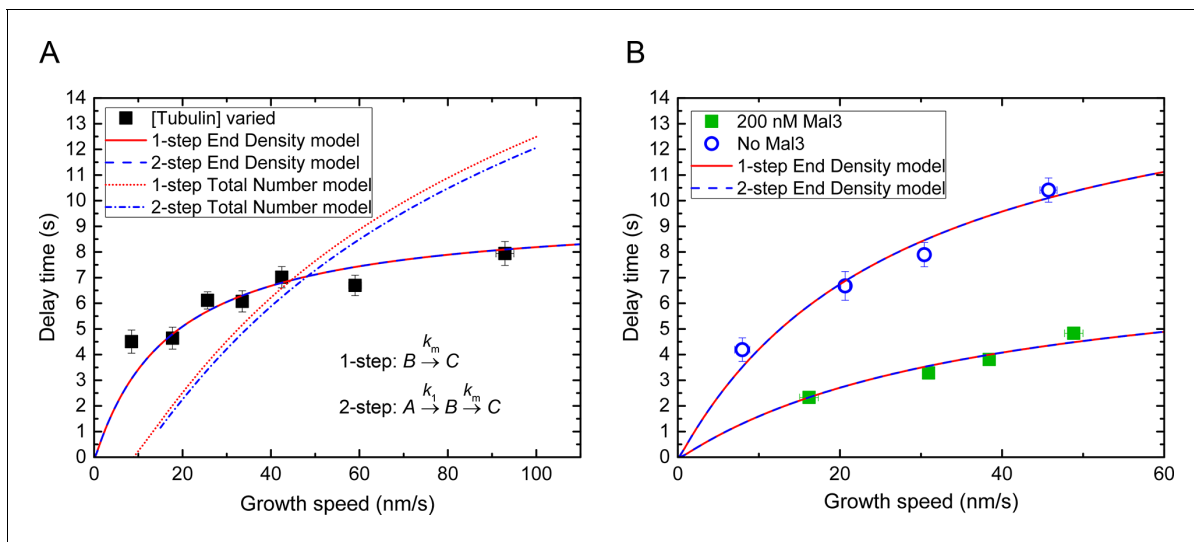 A
14
13
12
11
10
9
8
7
6
5
4
3
2
1
0
Delay time (s)
[Tubulin] varied
1-step End Density model
2-step End Density model
1-step Total Number model
2-step Total Number model
km
1-step: B → C
k1 km
2-step: A → B → C
0 20 40 60 80 100
Growth speed (nm/s)
B
14
13
12
11
10
9
8
7
6
5
4
3
2
1
0
Delay time (s)
200 nM Mal3
No Mal3
1-step End Density model
2-step End Density model
0 20 40 60
Growth speed (nm/s)